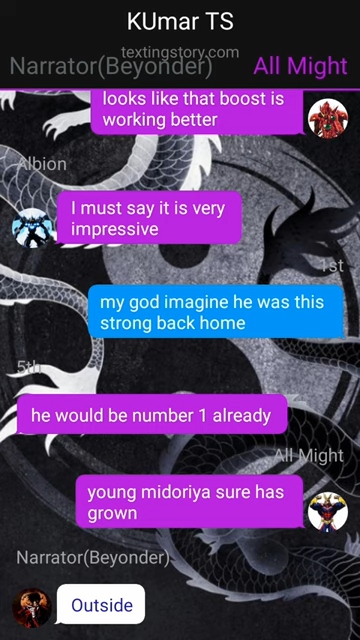 KUmar TS
textingstory.com
Narrator(Beyonder)
All Might
looks like that boost is
working better
Albion
I must say it is very
impressive
1st
my god imagine he was this
strong back home
5th
he would be number 1 already
All Might
young midoriya sure has
grown
Narrator(Beyonder)
Outside